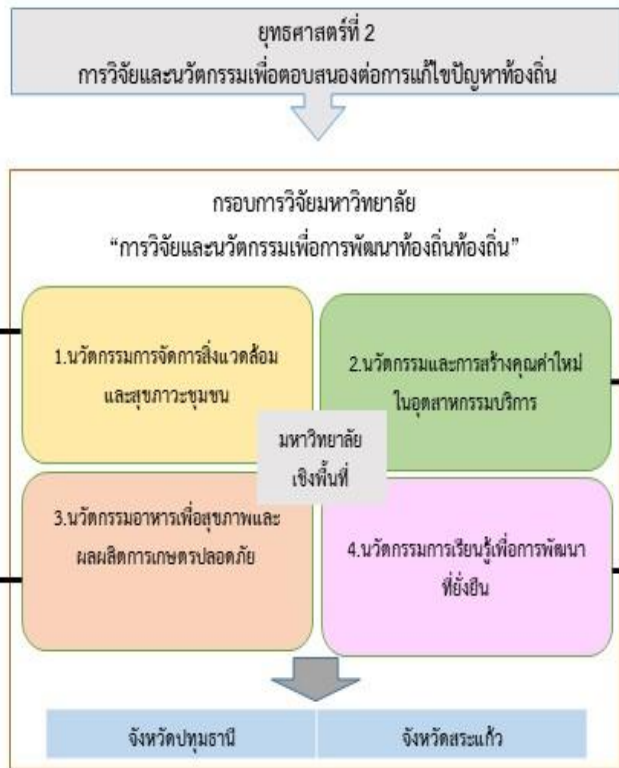 ยุทธศาสตร์ที่ 2
การวิจัยและนวัตกรรมเพื่อตอบสนองต่อการแก้ไขปัญหาท้องถิ่น
กรอบการวิจัยมหาวิทยาลัย
“การวิจัยและนวัตกรรมเพื่อการพัฒนาท้องถิ่นท้องถิ่น”
1.นวัตกรรมการจัดการสิ่งแวดล้อม
และสุขภาวะชุมชน
2.นวัตกรรมและการสร้างคุณค่าใหม่
ในอุตสาหกรรมบริการ
มหาวิทยาลัย
เชิงพื้นที่
3.นวัตกรรมอาหารเพื่อสุขภาพและ
ผลผลิตการเกษตรปลอดภัย
4.นวัตกรรมการเรียนรู้เพื่อการพัฒนา
ที่ยั่งยืน
จังหวัดปทุมธานี
จังหวัดสระแก้ว